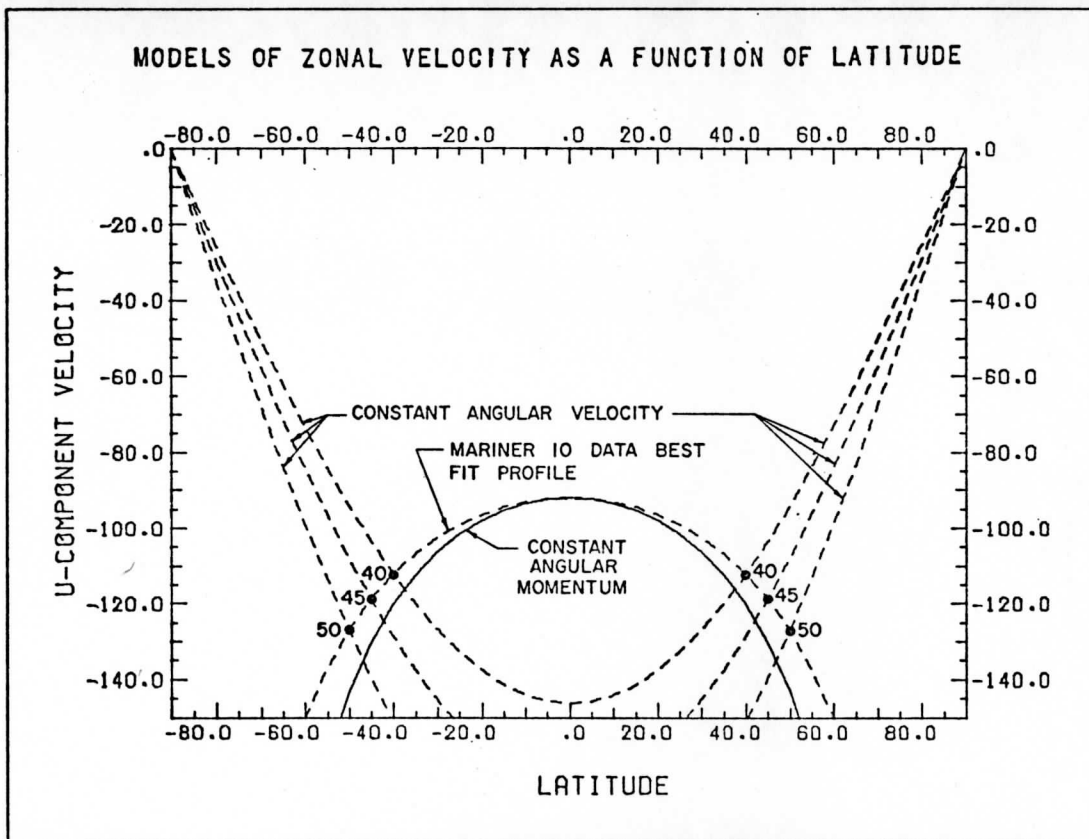 MODELS OF ZONAL VELOCITY AS A FUNCTION OF LATITUDE
-80.0 -60.0 -40.0 -20.0 .0 20.0 40.0 60.0 80.0
.0 .0
-20.0 -20.0
-40.0 -40.0
-60.0 -60.0
-80.0 -80.0
-100.0 -100.0
-120.0 -120.0
-140.0 -140.0
U-COMPONENT VELOCITY
CONSTANT ANGULAR VELOCITY
MARINER 10 DATA BEST
FIT PROFILE
CONSTANT
ANGULAR
MOMENTUM
40 40
45 45
50 50
-80.0 -60.0 -40.0 -20.0 .0 20.0 40.0 60.0 80.0
LATITUDE